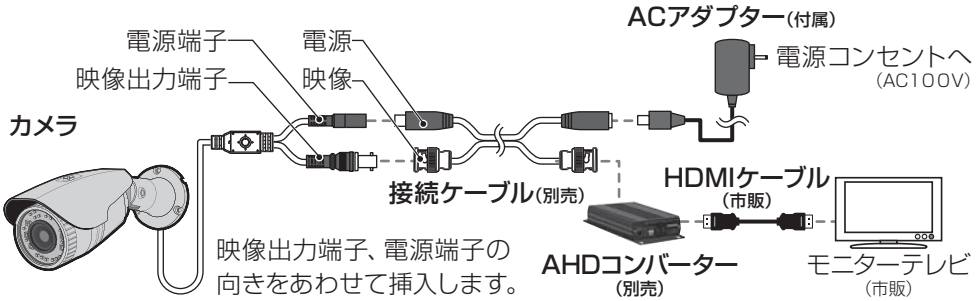 ACアダプター(付属)
電源端子
電源
電源コンセントへ
(AC100V)
映像出力端子
映像
カメラ
接続ケーブル(別売)
HDMIケーブル
(市販)
映像出力端子、電源端子の
向きをあわせて挿入します。
AHDコンバーター
(別売)
モニターテレビ
(市販)